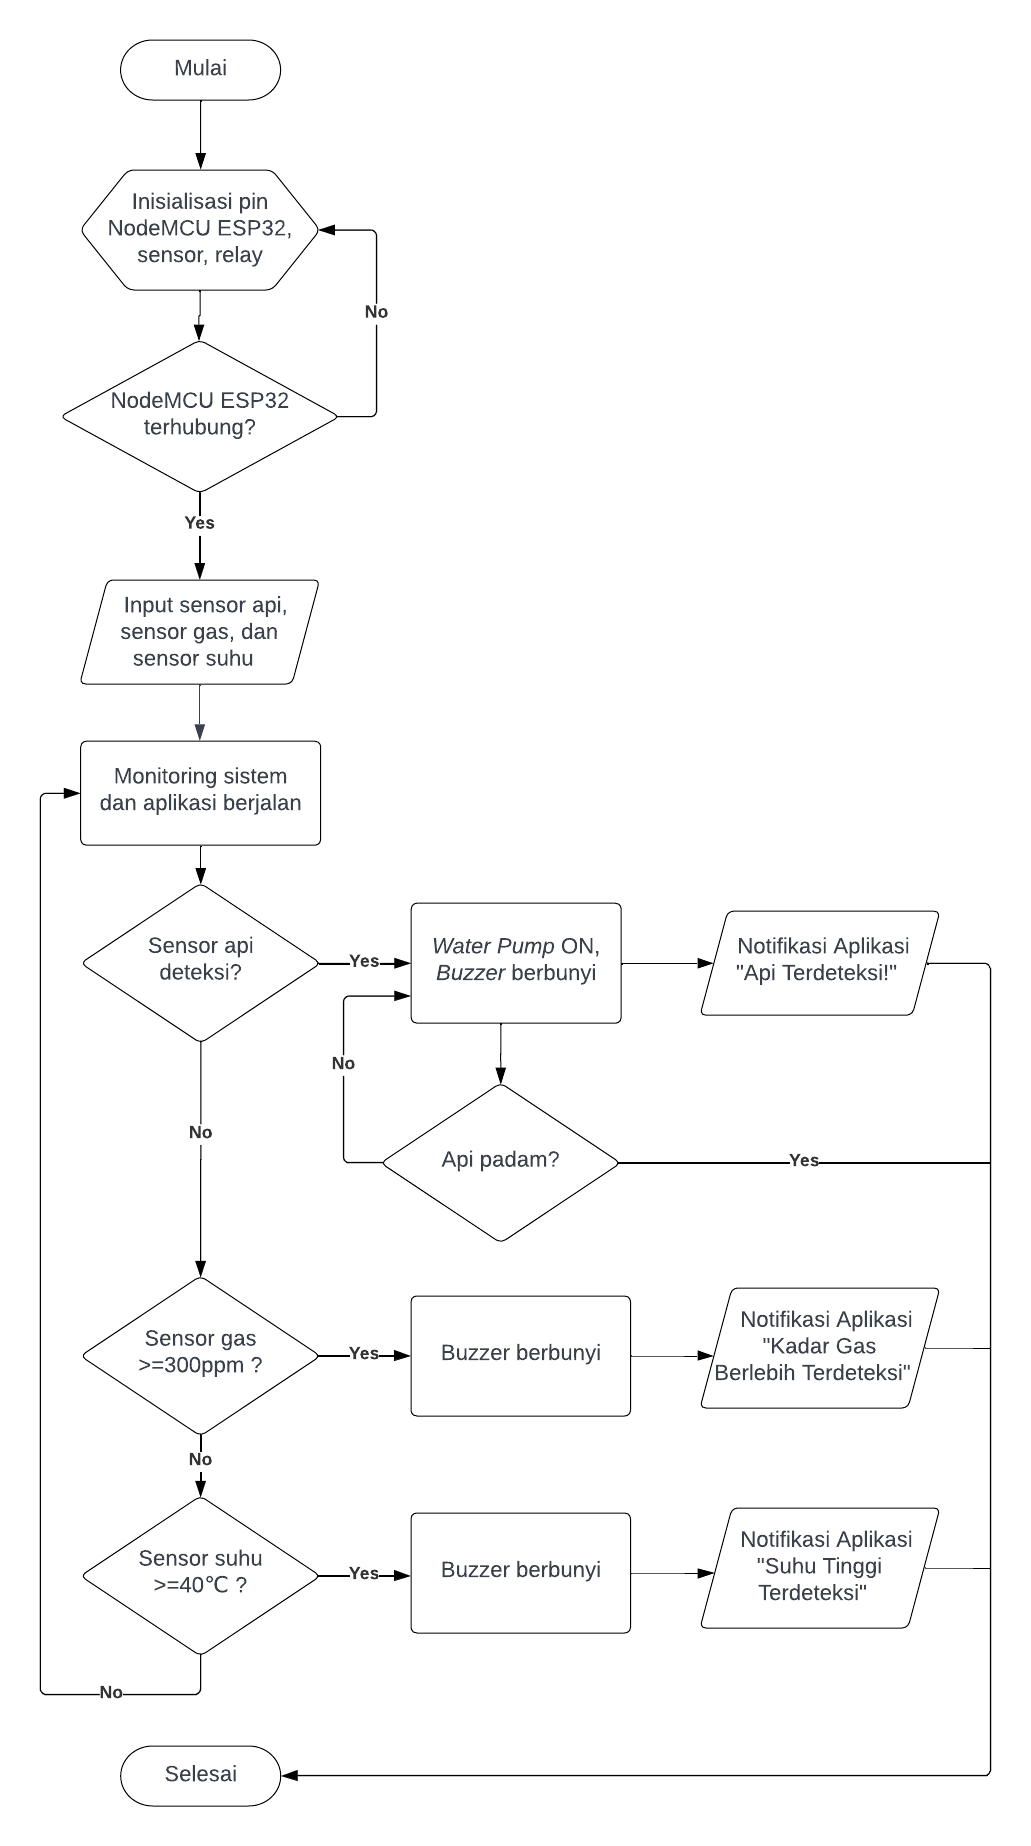 Mulai
Inisialisasi pin
NodeMCU ESP32,
sensor, relay
No
NodeMCU ESP32
terhubung?
Yes
Input sensor api,
sensor gas, dan
sensor suhu
Monitoring sistem
dan aplikasi berjalan
Sensor api
deteksi?
Yes
Water Pump ON,
Buzzer berbunyi
Notifikasi Aplikasi
"Api Terdeteksi!"
No
No
Api padam?
Yes
Sensor gas
>=300ppm ?
Yes
Buzzer berbunyi
Notifikasi Aplikasi
"Kadar Gas
Berlebih Terdeteksi"
No
Sensor suhu
>=40℃ ?
Yes
Buzzer berbunyi
Notifikasi Aplikasi
"Suhu Tinggi
Terdeteksi"
No
Selesai